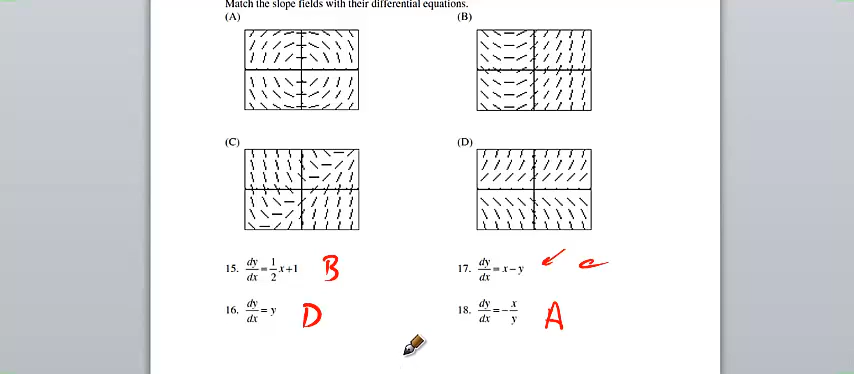 Match the slope fields with their differential equations.
(A) (B)
(C) (D)
15. dy/dx = 1/2 x + 1 B
17. dy/dx = x − y c
16. dy/dx = y D
18. dy/dx = − x/y A